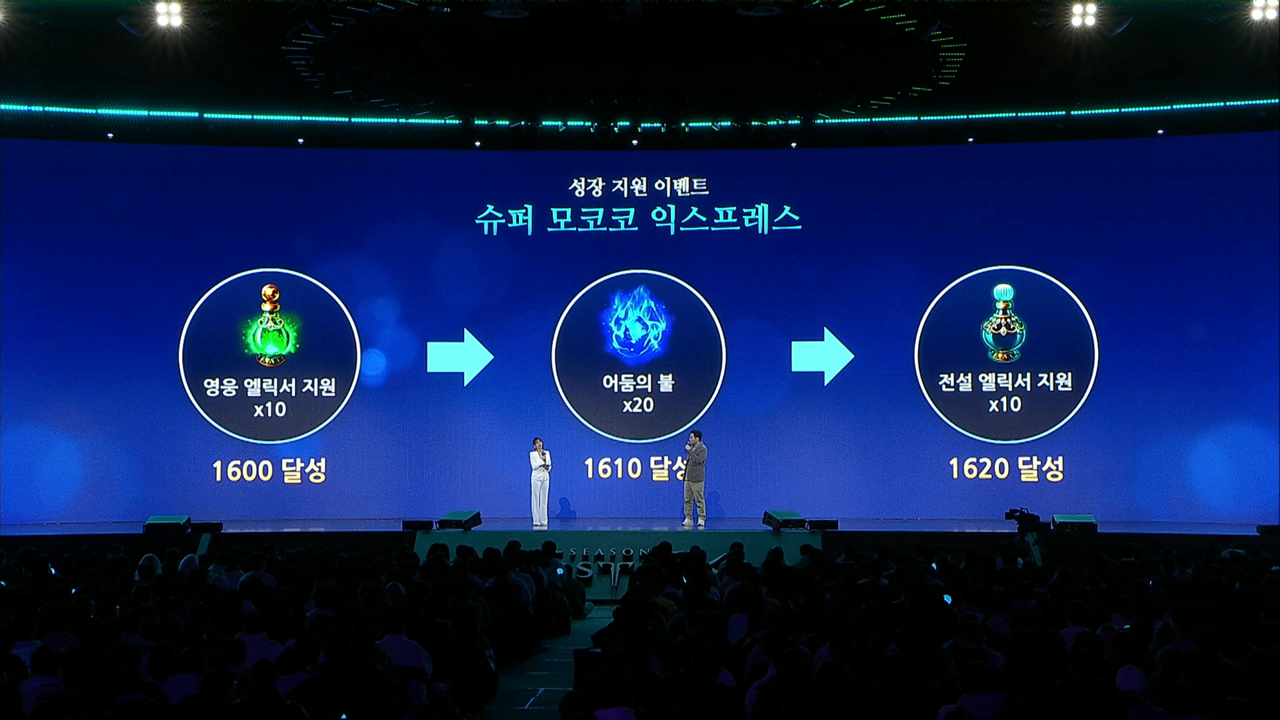 성장 지원 이벤트
슈퍼 모코코 익스프레스
영웅 엘릭서 지원
x10
어둠의 불
x20
전설 엘릭서 지원
x10
1600 달성
1610 달성
1620 달성
SEASON